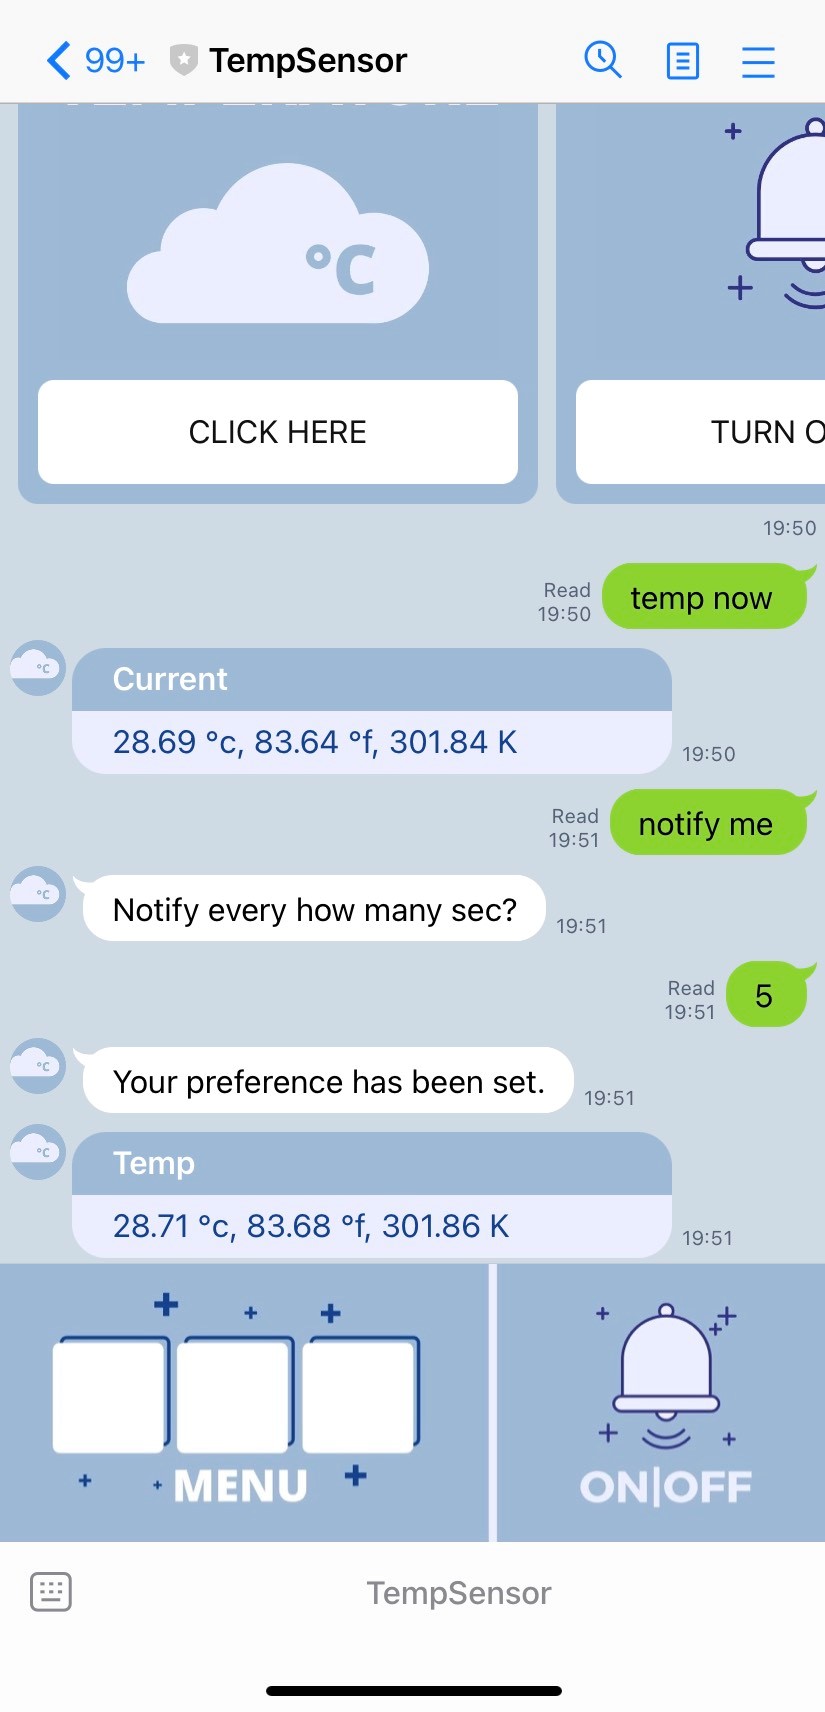 99+ TempSensor
°C
CLICK HERE
TURN O
19:50
Read
19:50
temp now
°C
Current
28.69 °c, 83.64 °f, 301.84 K
19:50
Read
19:51
notify me
°C
Notify every how many sec?
19:51
Read
19:51
5
°C
Your preference has been set.
19:51
°C
Temp
28.71 °c, 83.68 °f, 301.86 K
19:51
MENU
ON|OFF
TempSensor